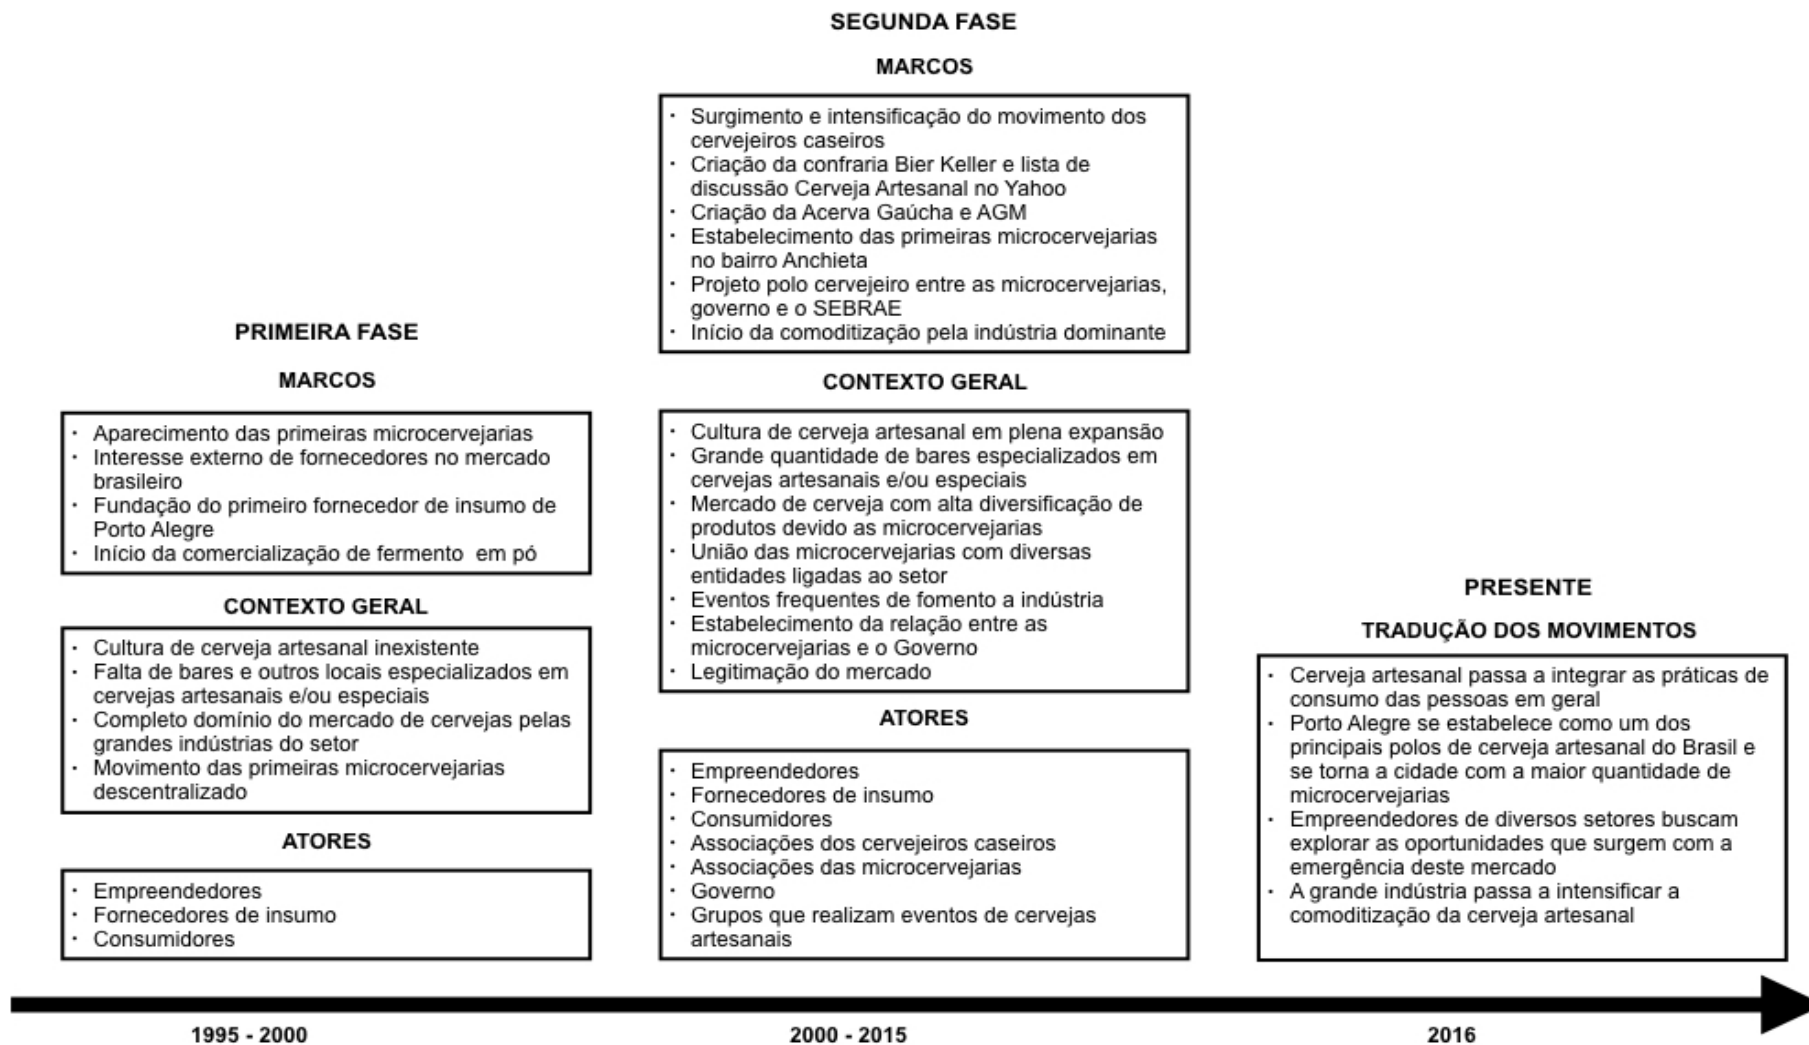 PRIMEIRA FASE
MARCOS
· Aparecimento das primeiras microcervejarias
· Interesse externo de fornecedores no mercado
brasileiro
· Fundação do primeiro fornecedor de insumo de
Porto Alegre
· Início da comercialização de fermento em pó
CONTEXTO GERAL
· Cultura de cerveja artesanal inexistente
· Falta de bares e outros locais especializados em
cervejas artesanais e/ou especiais
· Completo domínio do mercado de cervejas pelas
grandes indústrias do setor
· Movimento das primeiras microcervejarias
descentralizado
ATORES
· Empreendedores
· Fornecedores de insumo
· Consumidores
1995 - 2000
SEGUNDA FASE
MARCOS
· Surgimento e intensificação do movimento dos
cervejeiros caseiros
· Criação da confraria Bier Keller e lista de
discussão Cerveja Artesanal no Yahoo
· Criação da Acerva Gaúcha e AGM
· Estabelecimento das primeiras microcervejarias
no bairro Anchieta
· Projeto polo cervejeiro entre as microcervejarias,
governo e o SEBRAE
· Início da comoditização pela indústria dominante
CONTEXTO GERAL
· Cultura de cerveja artesanal em plena expansão
· Grande quantidade de bares especializados em
cervejas artesanais e/ou especiais
· Mercado de cerveja com alta diversificação de
produtos devido as microcervejarias
· União das microcervejarias com diversas
entidades ligadas ao setor
· Eventos frequentes de fomento a indústria
· Estabelecimento da relação entre as
microcervejarias e o Governo
· Legitimação do mercado
ATORES
· Empreendedores
· Fornecedores de insumo
· Consumidores
· Associações dos cervejeiros caseiros
· Associações das microcervejarias
· Governo
· Grupos que realizam eventos de cervejas
artesanais
2000 - 2015
PRESENTE
TRADUÇÃO DOS MOVIMENTOS
· Cerveja artesanal passa a integrar as práticas de
consumo das pessoas em geral
· Porto Alegre se estabelece como um dos
principais polos de cerveja artesanal do Brasil e
se torna a cidade com a maior quantidade de
microcervejarias
· Empreendedores de diversos setores buscam
explorar as oportunidades que surgem com a
emergência deste mercado
· A grande indústria passa a intensificar a
comoditização da cerveja artesanal
2016